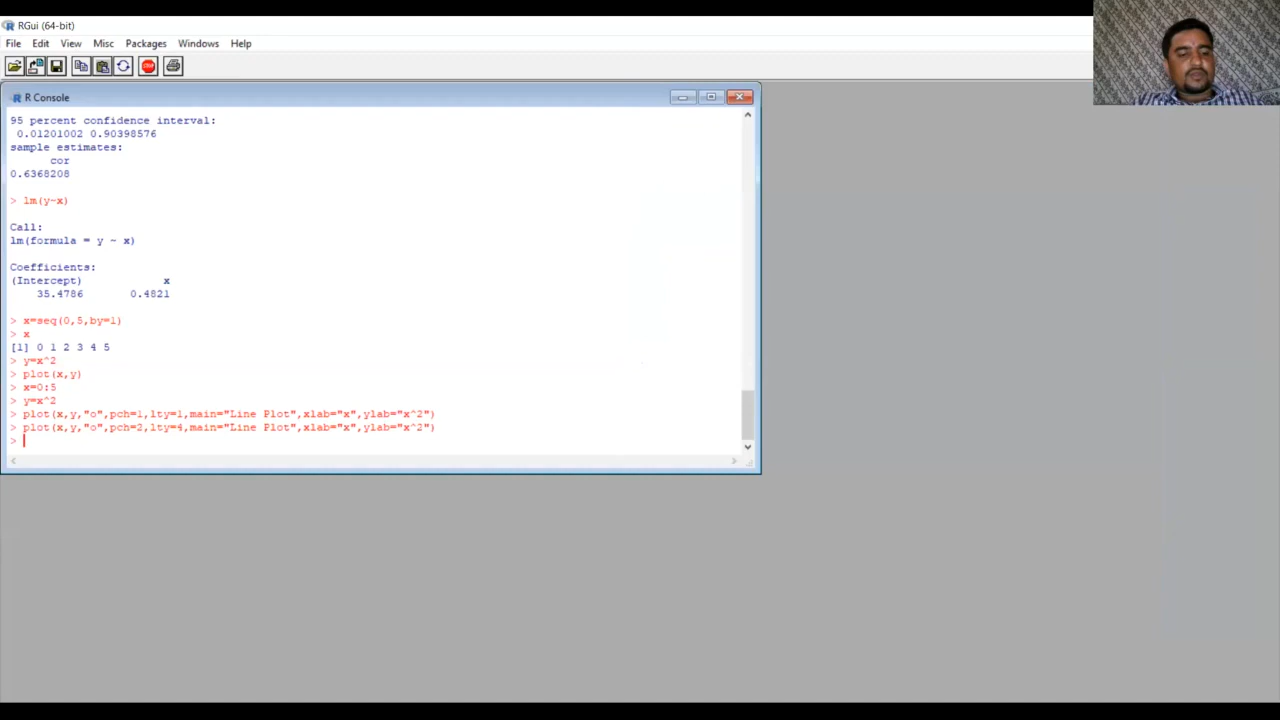 RGui (64-bit)
File Edit View Misc Packages Windows Help
STOP
R Console
95 percent confidence interval:
 0.01201002 0.90398576
sample estimates:
      cor
0.6368208
> lm(y~x)
Call:
lm(formula = y ~ x)
Coefficients:
(Intercept)            x
    35.4786       0.4821
> x=seq(0,5,by=1)
> x
[1] 0 1 2 3 4 5
> y=x^2
> plot(x,y)
> x=0:5
> y=x^2
> plot(x,y,"o",pch=1,lty=1,main="Line Plot",xlab="x",ylab="x^2")
> plot(x,y,"o",pch=2,lty=4,main="Line Plot",xlab="x",ylab="x^2")
>